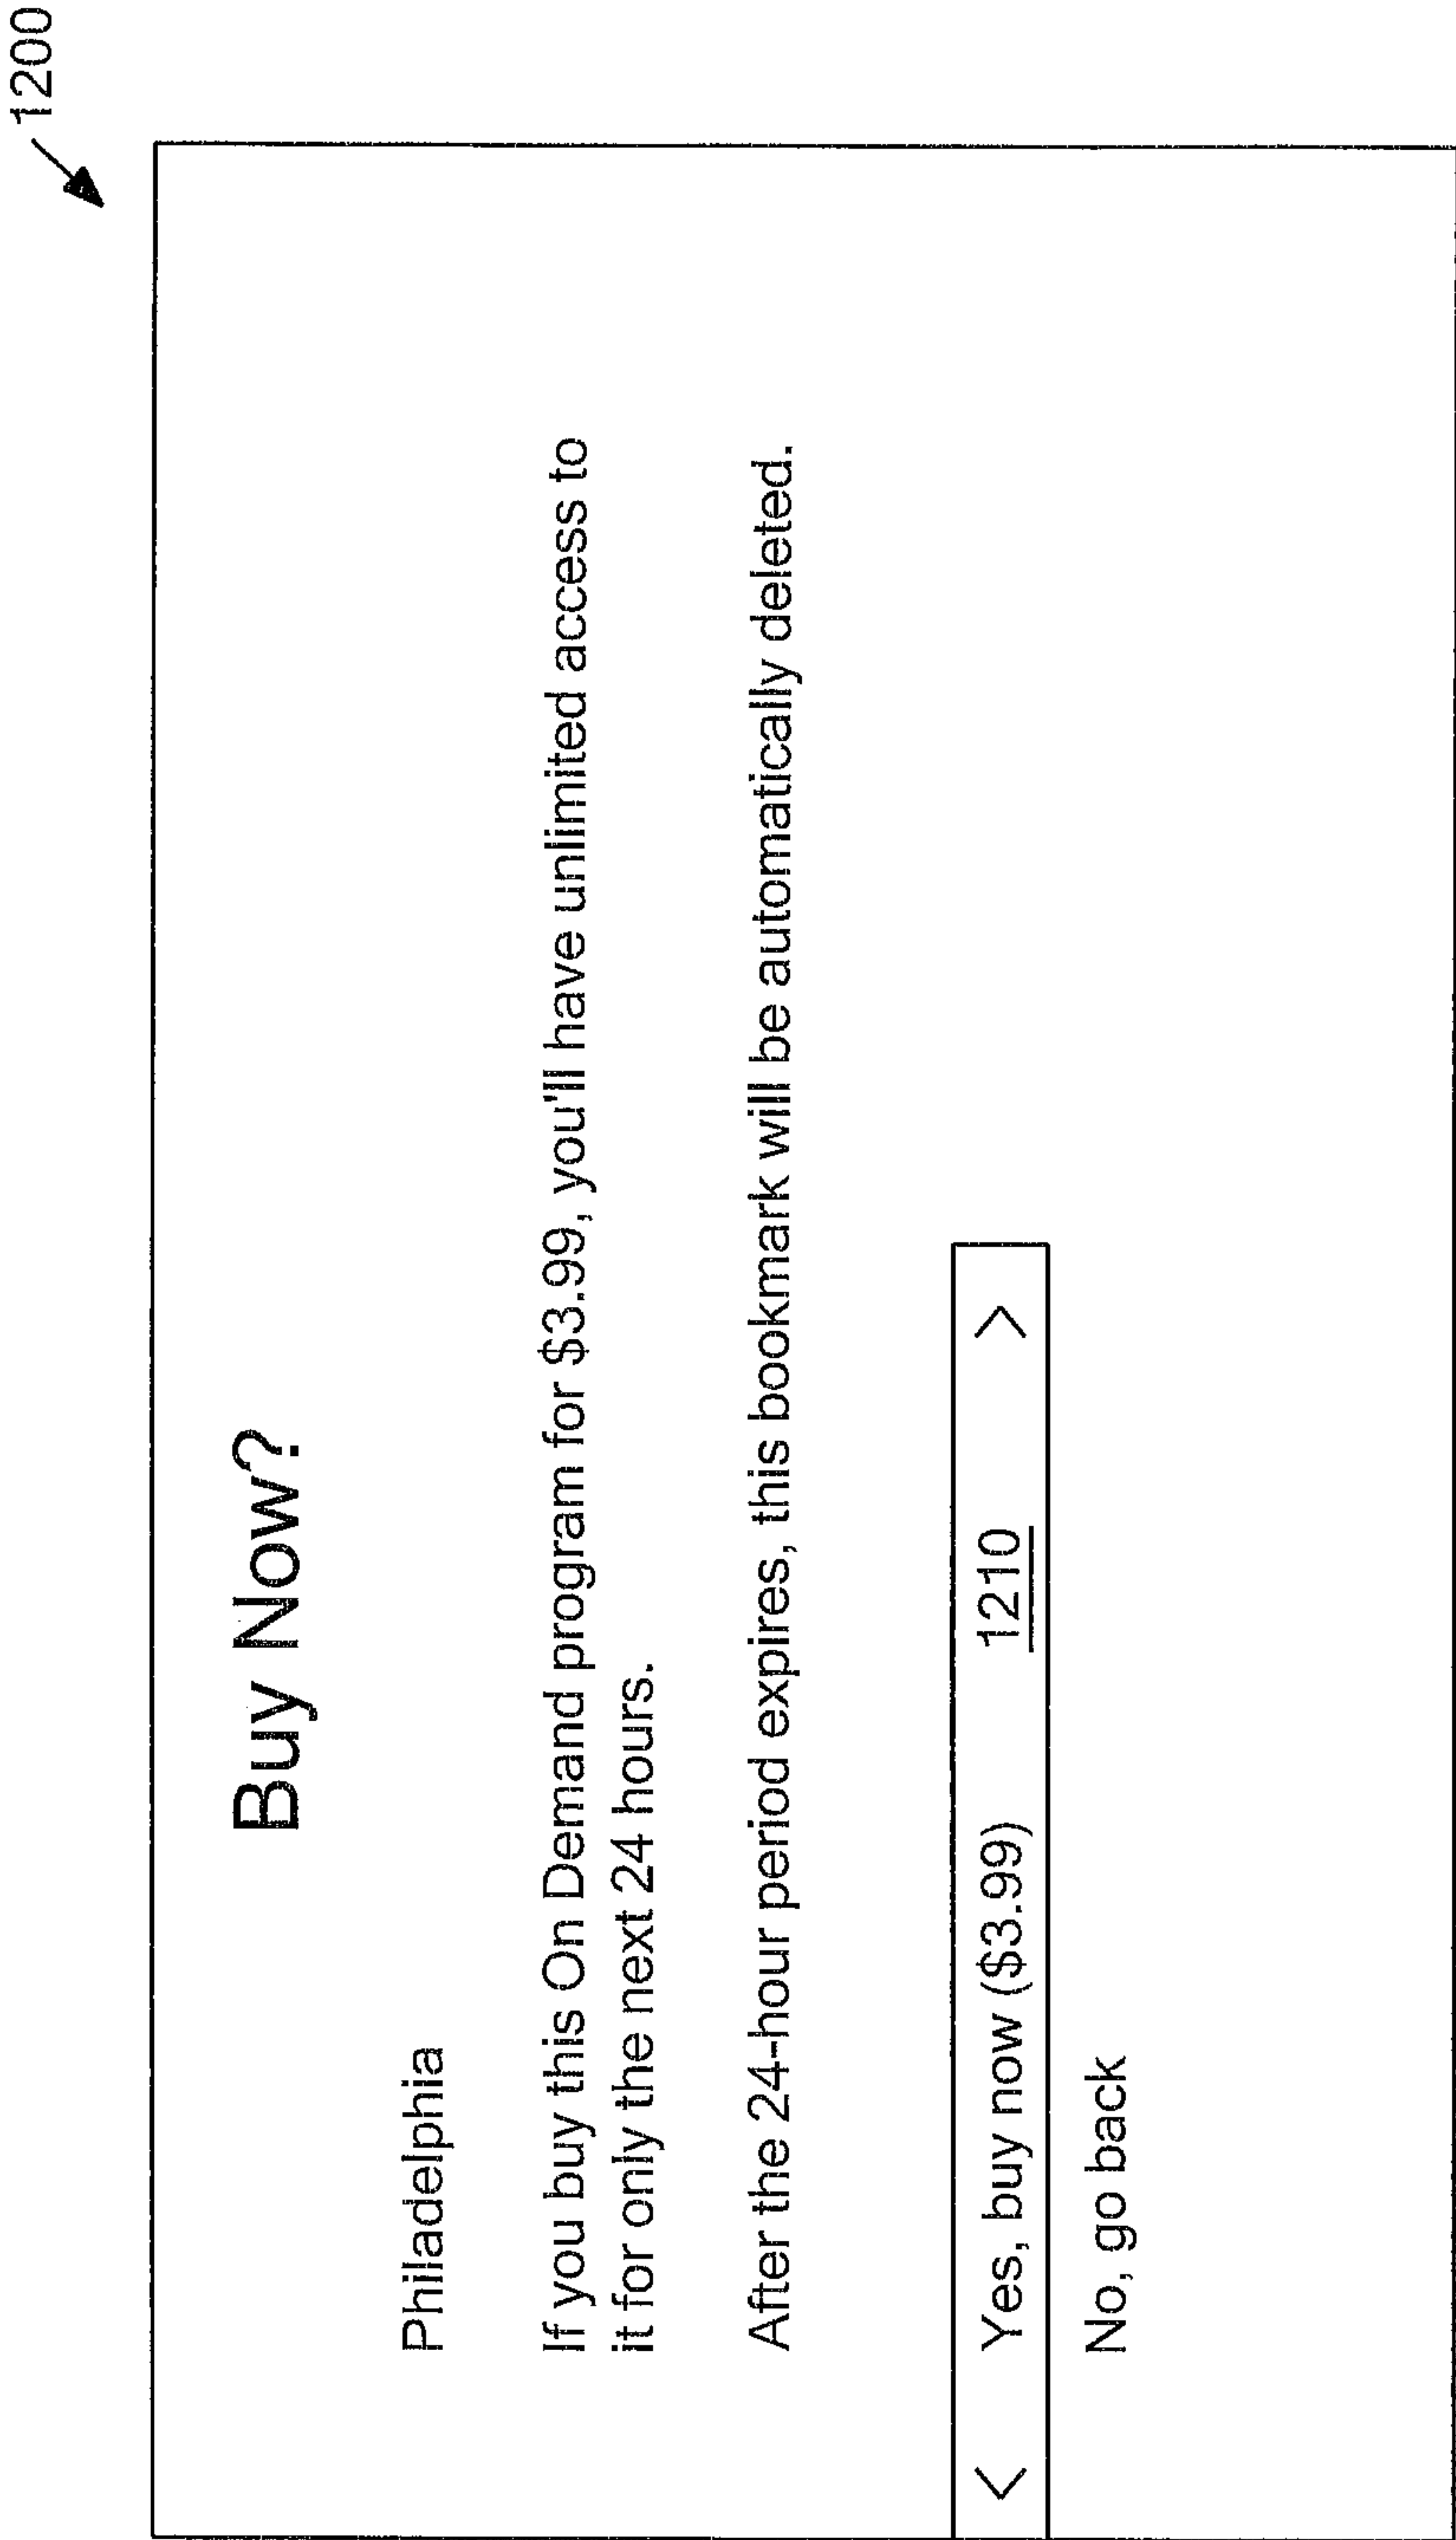 1200
Buy Now?
Philadelphia
If you buy this On Demand program for $3.99, you'll have unlimited access to
it for only the next 24 hours.
After the 24-hour period expires, this bookmark will be automatically deleted.
< Yes, buy now ($3.99) 1210 >
No, go back